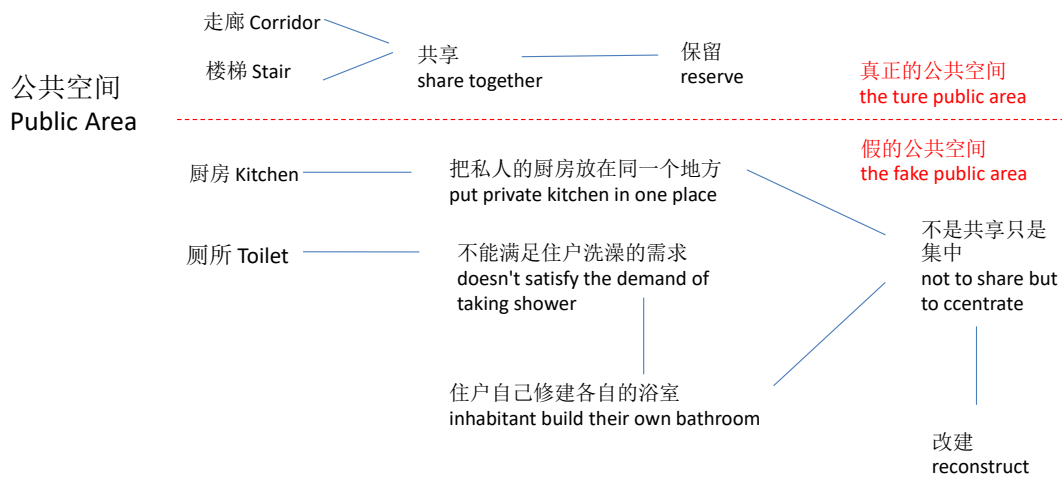 走廊 Corridor
楼梯 Stair
共享
share together
保留
reserve
公共空间
Public Area
真正的公共空间
the ture public area
假的公共空间
the fake public area
厨房 Kitchen
把私人的厨房放在同一个地方
put private kitchen in one place
厕所 Toilet
不能满足住户洗澡的需求
doesn't satisfy the demand of
taking shower
不是共享只是
集中
not to share but
to ccentrate
住户自己修建各自的浴室
inhabitant build their own bathroom
改建
reconstruct